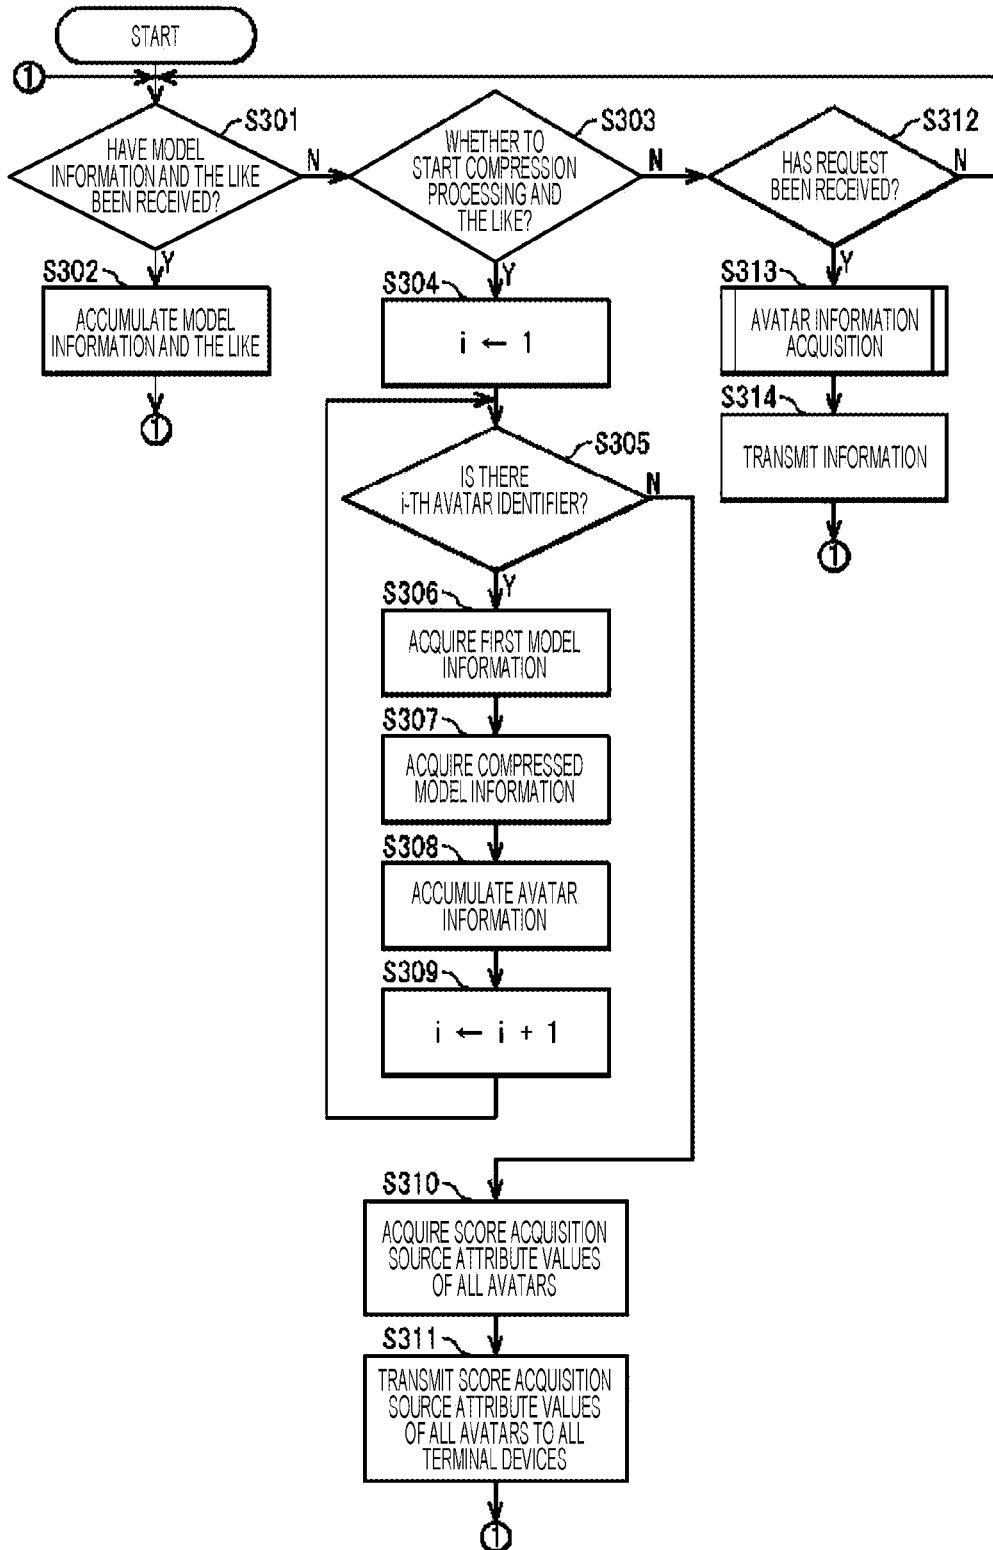 START
1
S301
HAVE MODEL
INFORMATION AND THE LIKE
BEEN RECEIVED?
N
Y
S302
ACCUMULATE MODEL
INFORMATION AND THE LIKE
1
S303
WHETHER TO
START COMPRESSION
PROCESSING AND
THE LIKE?
N
Y
S304
i ← 1
S305
IS THERE
i-TH AVATAR IDENTIFIER?
N
Y
S306
ACQUIRE FIRST MODEL
INFORMATION
S307
ACQUIRE COMPRESSED
MODEL INFORMATION
S308
ACCUMULATE AVATAR
INFORMATION
S309
i ← i + 1
S310
ACQUIRE SCORE ACQUISITION
SOURCE ATTRIBUTE VALUES
OF ALL AVATARS
S311
TRANSMIT SCORE ACQUISITION
SOURCE ATTRIBUTE VALUES
OF ALL AVATARS TO ALL
TERMINAL DEVICES
1
S312
HAS REQUEST
BEEN RECEIVED?
N
Y
S313
AVATAR INFORMATION
ACQUISITION
S314
TRANSMIT INFORMATION
1